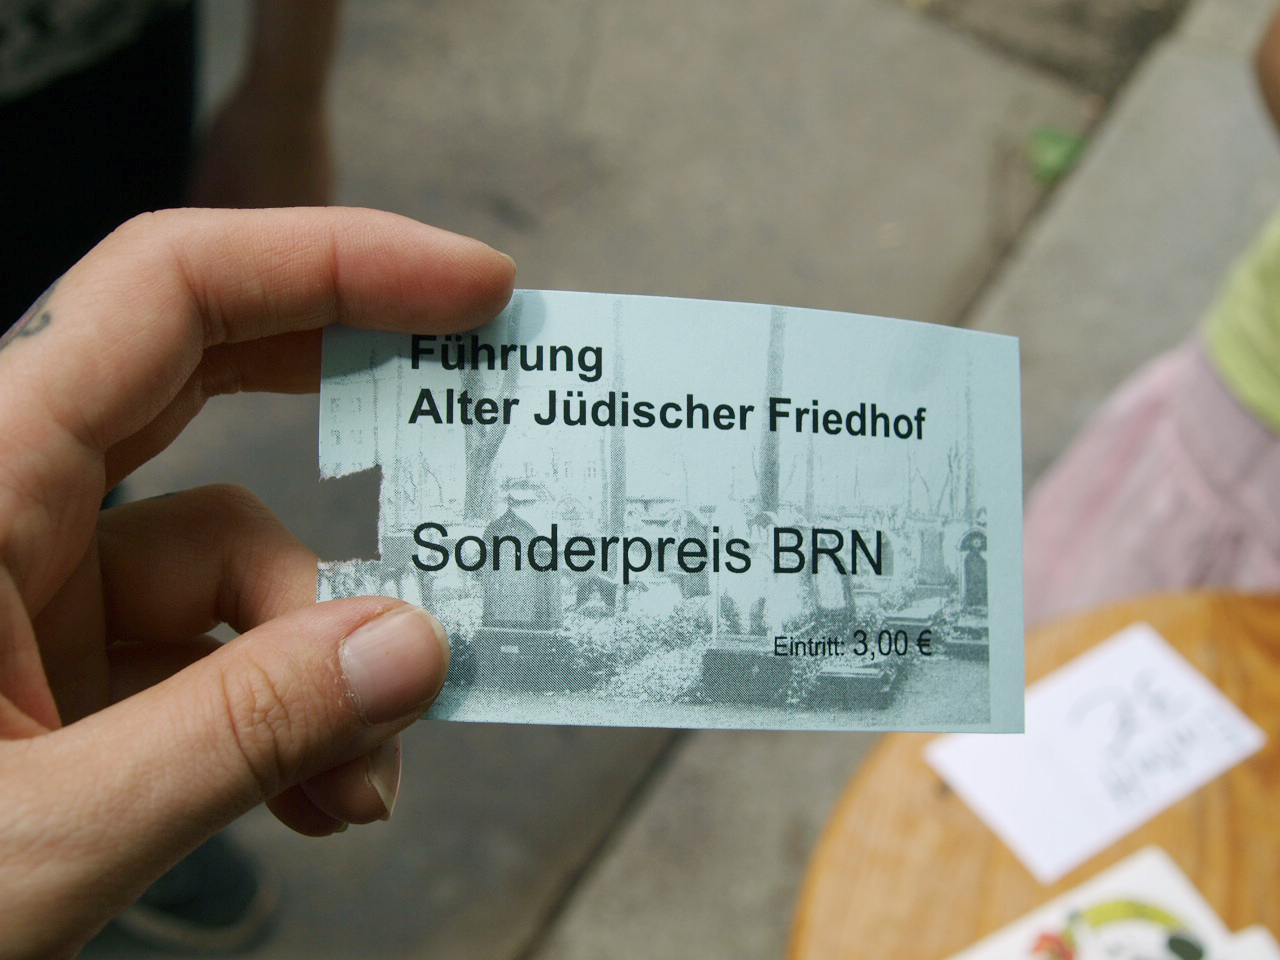 Führung
Alter Jüdischer Friedhof
Sonderpreis BRN
Eintritt: 3,00 €